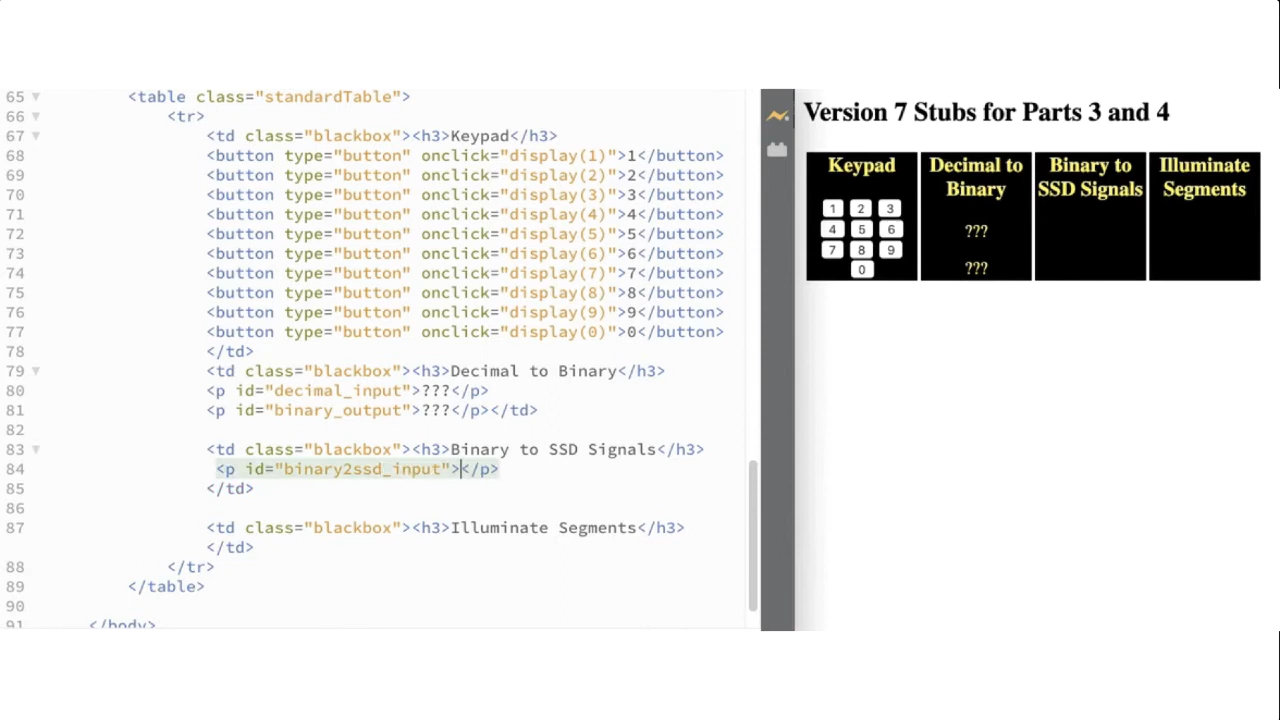 65 <table class="standardTable">
66 <tr>
67 <td class="blackbox"><h3>Keypad</h3>
68 <button type="button" onclick="display(1)">1</button>
69 <button type="button" onclick="display(2)">2</button>
70 <button type="button" onclick="display(3)">3</button>
71 <button type="button" onclick="display(4)">4</button>
72 <button type="button" onclick="display(5)">5</button>
73 <button type="button" onclick="display(6)">6</button>
74 <button type="button" onclick="display(7)">7</button>
75 <button type="button" onclick="display(8)">8</button>
76 <button type="button" onclick="display(9)">9</button>
77 <button type="button" onclick="display(0)">0</button>
78 </td>
79 <td class="blackbox"><h3>Decimal to Binary</h3>
80 <p id="decimal_input">???</p>
81 <p id="binary_output">???</p></td>
82
83 <td class="blackbox"><h3>Binary to SSD Signals</h3>
84 <p id="binary2ssd_input"></p>
85 </td>
86
87 <td class="blackbox"><h3>Illuminate Segments</h3>
</td>
88 </tr>
89 </table>
90
91 </body>
Version 7 Stubs for Parts 3 and 4
Keypad
1 2 3
4 5 6
7 8 9
0
Decimal to
Binary
???
???
Binary to
SSD Signals
Illuminate
Segments